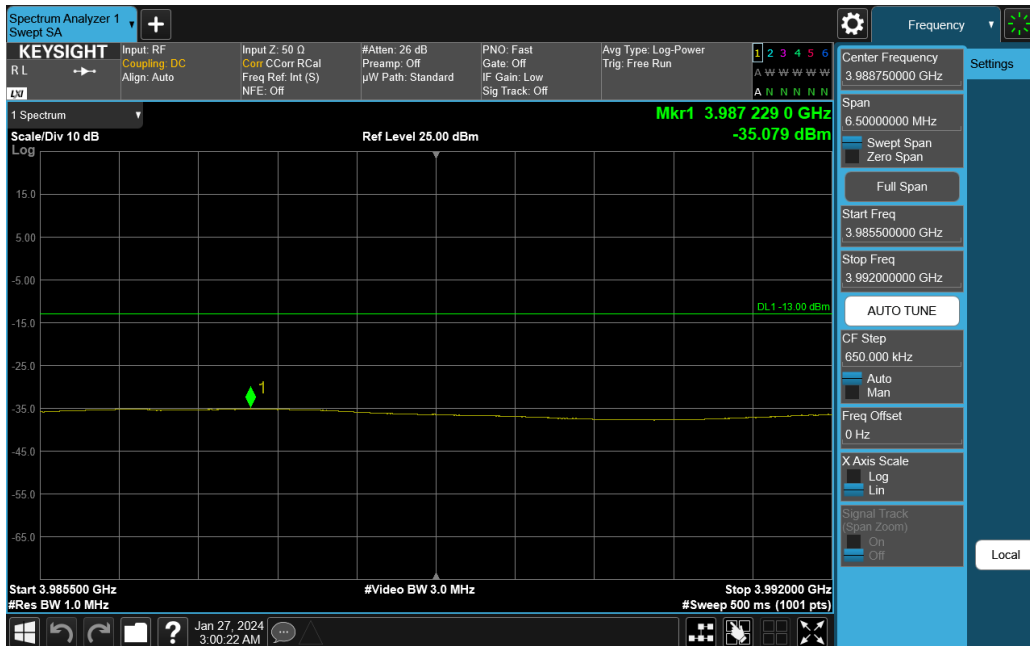 Spectrum Analyzer 1
Swept SA
Frequency
KEYSIGHT
R L
LXI
Input: RF
Coupling: DC
Align: Auto
Input Z: 50 Ω
Corr CCorr RCal
Freq Ref: Int (S)
NFE: Off
#Atten: 26 dB
Preamp: Off
µW Path: Standard
PNO: Fast
Gate: Off
IF Gain: Low
Sig Track: Off
Avg Type: Log-Power
Trig: Free Run
1 2 3 4 5 6
A W W W W W
A N N N N N
1 Spectrum
Mkr1 3.987 229 0 GHz
Scale/Div 10 dB
Ref Level 25.00 dBm
-35.079 dBm
Log
15.0
5.00
-5.00
DL1 -13.00 dBm
-15.0
-25.0
1
-35.0
-45.0
-55.0
-65.0
Start 3.985500 GHz
#Video BW 3.0 MHz
Stop 3.992000 GHz
#Res BW 1.0 MHz
#Sweep 500 ms (1001 pts)
Jan 27, 2024
3:00:22 AM
Center Frequency
3.988750000 GHz
Settings
Span
6.50000000 MHz
Swept Span
Zero Span
Full Span
Start Freq
3.985500000 GHz
Stop Freq
3.992000000 GHz
AUTO TUNE
CF Step
650.000 kHz
Auto
Man
Freq Offset
0 Hz
X Axis Scale
Log
Lin
Signal Track
(Span Zoom)
On
Off
Local